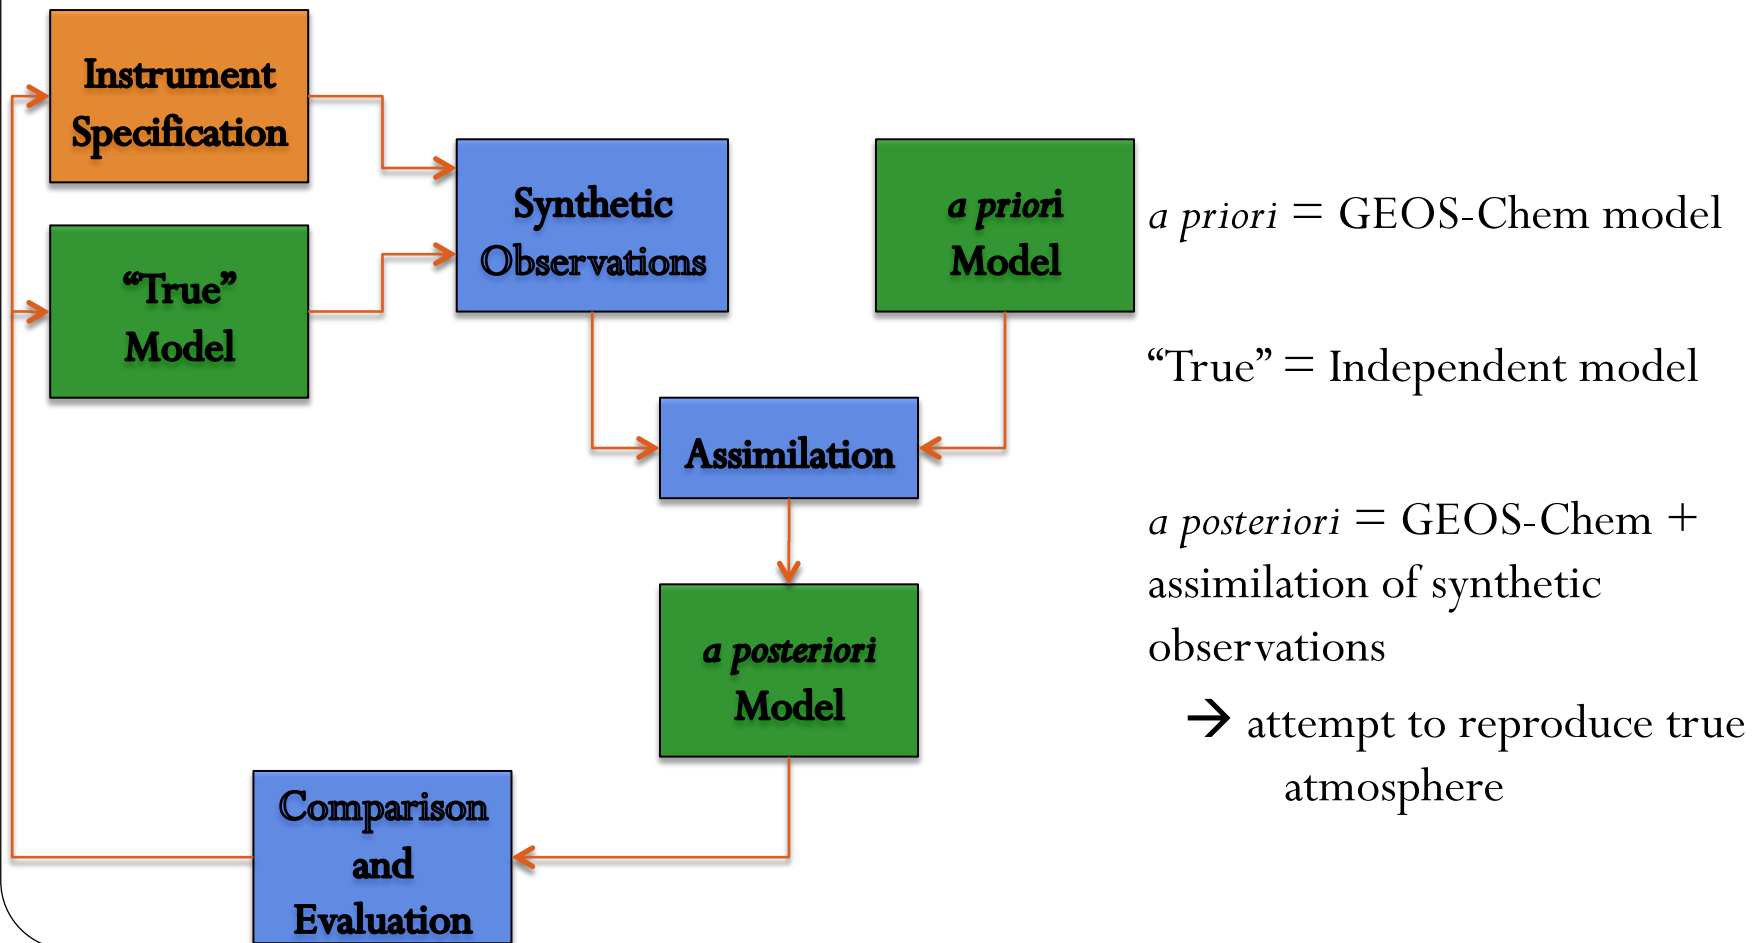 Instrument
Specification
Synthetic
Observations
a priori
Model
a priori = GEOS-Chem model
“True”
Model
“True” = Independent model
Assimilation
a posteriori = GEOS-Chem +
assimilation of synthetic
observations
→ attempt to reproduce true
atmosphere
a posteriori
Model
Comparison
and
Evaluation